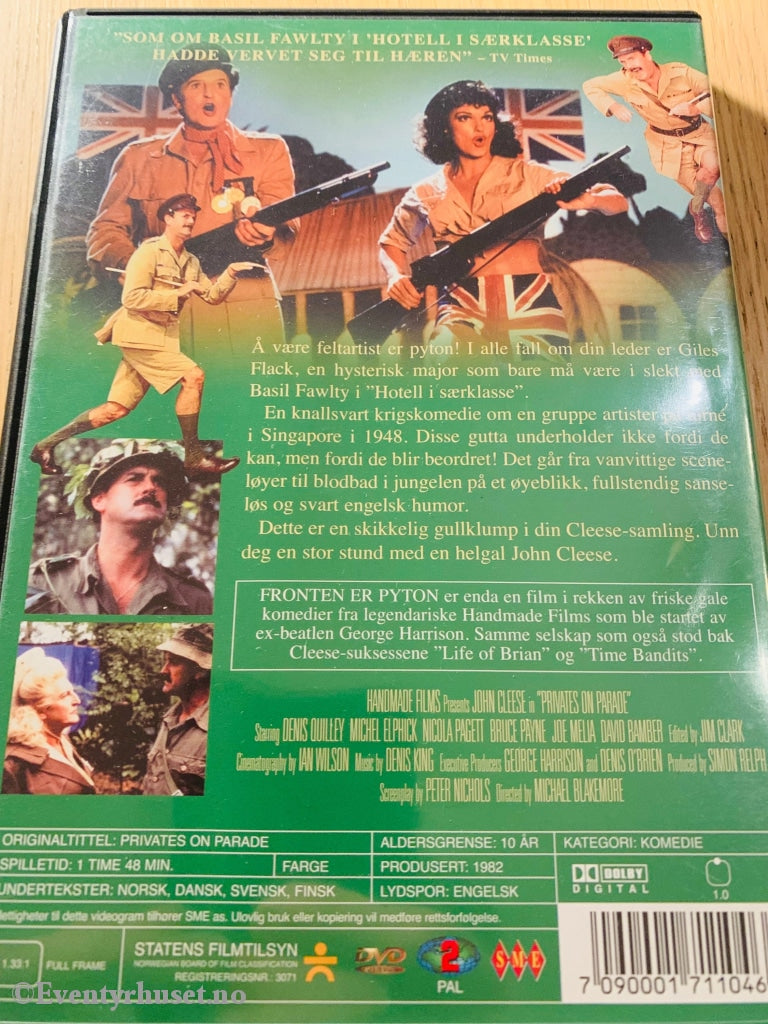 ”SOM OM BASIL FAWLTY I ’HOTELL I SÆRKLASSE’
HADDE VERVET SEG TIL HÆREN” – TV Times
Å være feltartist er pyton! I alle fall om din leder er Giles
Flack, en hysterisk major som bare må være i slekt med
Basil Fawlty i ”Hotell i særklasse”.
En knallsvart krigskomedie om en gruppe artister på turné
i Singapore i 1948. Disse gutta underholder ikke fordi de
kan, men fordi de blir beordret! Det går fra vanvittige scene-
løyer til blodbad i jungelen på et øyeblikk, fullstendig sanse-
løs og svart engelsk humor.
Dette er en skikkelig gullklump i din Cleese-samling. Unn
deg en stor stund med en helgal John Cleese.
FRONTEN ER PYTON er enda en film i rekken av friske gale
komedier fra legendariske Handmade Films som ble startet av
ex-beatlen George Harrison. Samme selskap som også stod bak
Cleese-suksessene ”Life of Brian” og ”Time Bandits”.
HANDMADE FILMS Presents JOHN CLEESE in "PRIVATES ON PARADE"
Starring DENIS QUILLEY MICHEL ELPHICK NICOLA PAGETT BRUCE PAYNE JOE MELIA DAVID BAMBER Edited by JIM CLARK
Cinematography by IAN WILSON Music by DENIS KING Executive Producers GEORGE HARRISON and DENIS O'BRIEN Produced by SIMON RELPH
Screenplay by PETER NICHOLS Directed by MICHAEL BLAKEMORE
ORIGINALTITTEL: PRIVATES ON PARADE
ALDERSGRENSE: 10 ÅR
KATEGORI: KOMEDIE
SPILLETID: 1 TIME 48 MIN.
FARGE
PRODUSERT: 1982
UNDERTEKSTER: NORSK, DANSK, SVENSK, FINSK
LYDSPOR: ENGELSK
DOLBY
DIGITAL
1.0
til dette videogram tilhører SME as. Ulovlig bruk eller kopiering vil medføre rettsforfølgelse.
1.33:1
FULL FRAME
STATENS FILMTILSYN
NORWEGIAN BOARD OF FILM CLASSIFICATION
REGISTRERINGSNR.: 3071
DVD
2
PAL
S-M-E
7 090001 711046
©Eventyrhuset.no